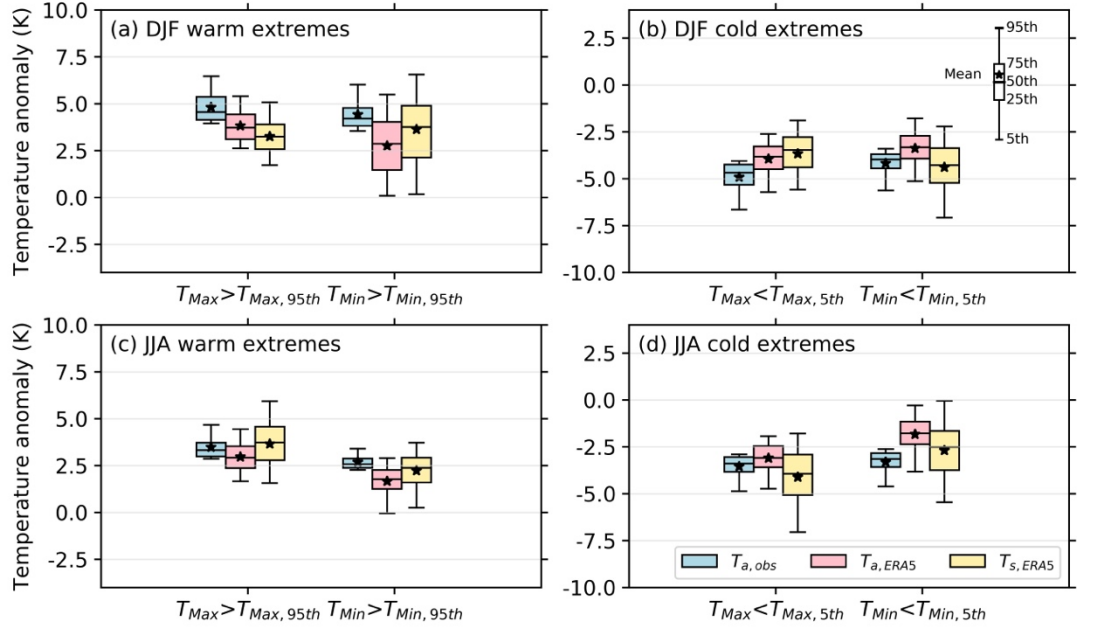 (a) DJF warm extremes
Temperature anomaly (K)
10.0
7.5
5.0
2.5
0.0
-2.5
T_Max>T_Max, 95th T_Min>T_Min, 95th
(b) DJF cold extremes
2.5
0.0
-2.5
-5.0
-7.5
-10.0
95th
75th
Mean
50th
25th
5th
T_Max<T_Max, 5th T_Min<T_Min, 5th
(c) JJA warm extremes
Temperature anomaly (K)
10.0
7.5
5.0
2.5
0.0
-2.5
T_Max>T_Max, 95th T_Min>T_Min, 95th
(d) JJA cold extremes
2.5
0.0
-2.5
-5.0
-7.5
-10.0
T_a, obs T_a, ERA5 T_s, ERA5
T_Max<T_Max, 5th T_Min<T_Min, 5th